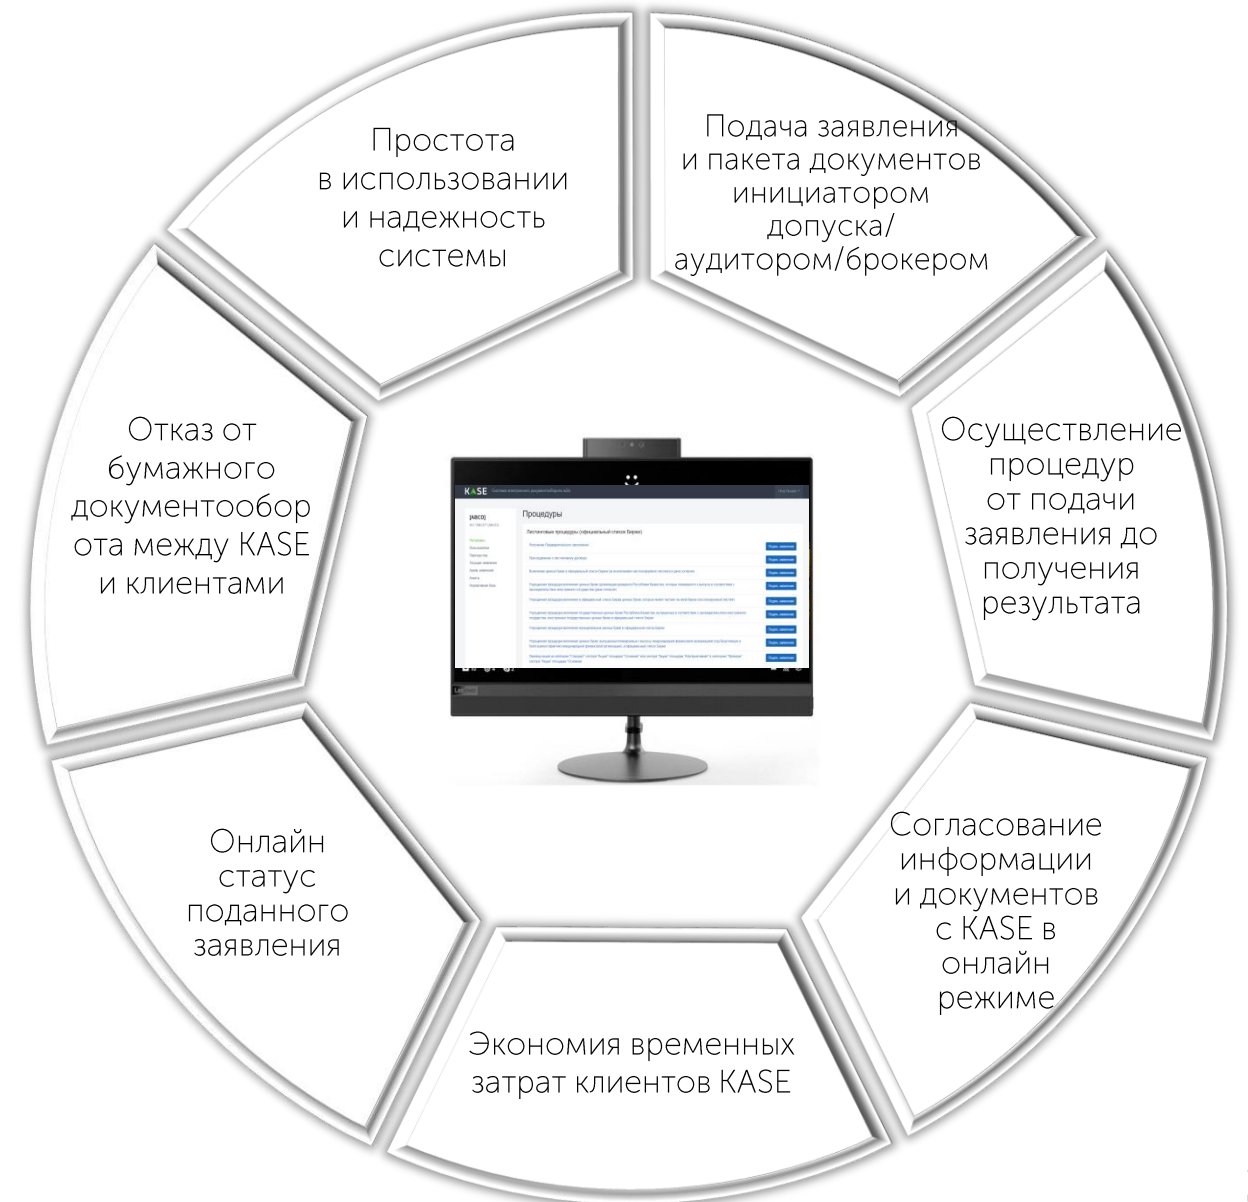 Простота
в использовании
и надежность
системы
Подача заявления
и пакета документов
инициатором
допуска/
аудитором/брокером
Осуществление
процедур
от подачи
заявления до
получения
результата
Согласование
информации
и документов
с KASE в
онлайн
режиме
Экономия временных
затрат клиентов KASE
Онлайн
статус
поданного
заявления
Отказ от
бумажного
документообор
ота между KASE
и клиентами
KASE
Процедуры